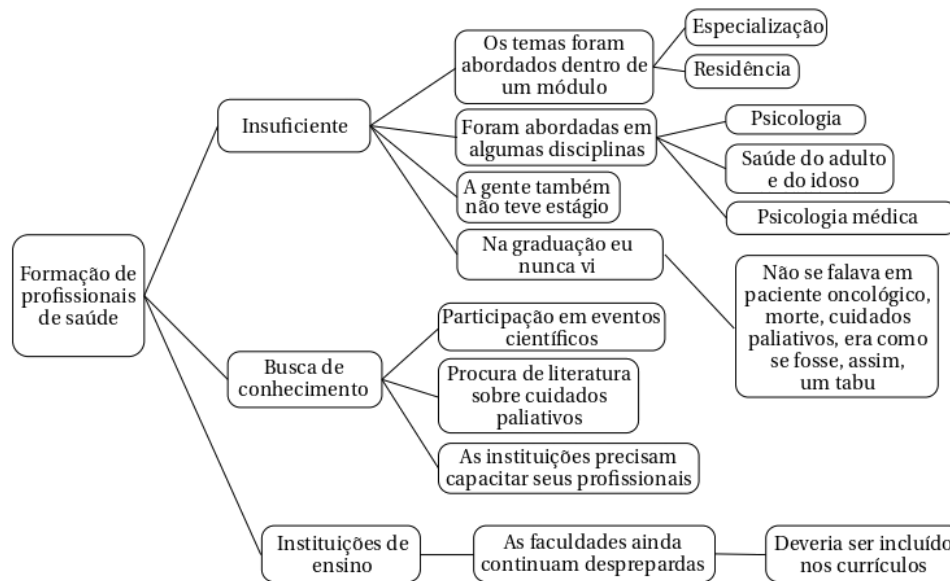 Formação de
profissionais
de saúde
Insuficiente
Os temas foram
abordados dentro de
um módulo
Especialização
Residência
Foram abordadas em
algumas disciplinas
Psicologia
Saúde do adulto
e do idoso
Psicologia médica
A gente também
não teve estágio
Na graduação eu
nunca vi
Não se falava em
paciente oncológico,
morte, cuidados
paliativos, era como
se fosse, assim,
um tabu
Busca de
conhecimento
Participação em eventos
científicos
Procura de literatura
sobre cuidados
paliativos
As instituições precisam
capacitar seus profissionais
Instituições de
ensino
As faculdades ainda
continuam desprepardas
Deveria ser incluído
nos currículos